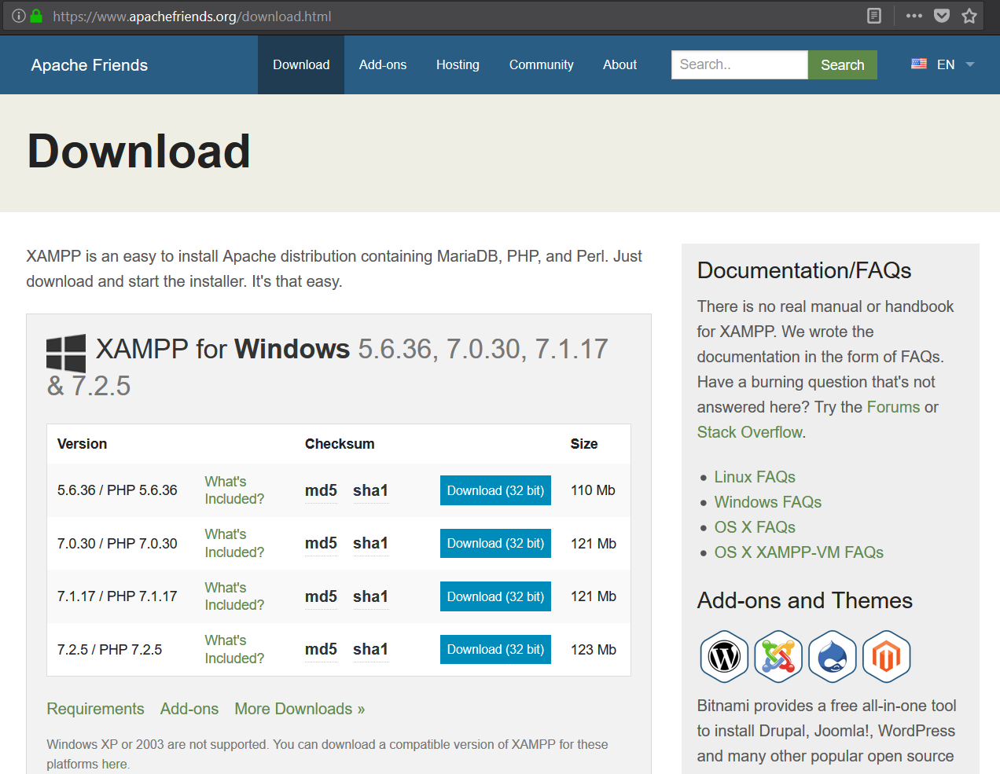 https://www.apachefriends.org/download.html
Apache Friends
Download
Add-ons
Hosting
Community
About
Search..
Search
EN
Download
XAMPP is an easy to install Apache distribution containing MariaDB, PHP, and Perl. Just
download and start the installer. It's that easy.
XAMPP for Windows 5.6.36, 7.0.30, 7.1.17
& 7.2.5
Version Checksum Size
5.6.36 / PHP 5.6.36 What's Included? md5 sha1 Download (32 bit) 110 Mb
7.0.30 / PHP 7.0.30 What's Included? md5 sha1 Download (32 bit) 121 Mb
7.1.17 / PHP 7.1.17 What's Included? md5 sha1 Download (32 bit) 121 Mb
7.2.5 / PHP 7.2.5 What's Included? md5 sha1 Download (32 bit) 123 Mb
Requirements Add-ons More Downloads »
Windows XP or 2003 are not supported. You can download a compatible version of XAMPP for these
platforms here.
Documentation/FAQs
There is no real manual or handbook
for XAMPP. We wrote the
documentation in the form of FAQs.
Have a burning question that's not
answered here? Try the Forums or
Stack Overflow.
Linux FAQs
Windows FAQs
OS X FAQs
OS X XAMPP-VM FAQs
Add-ons and Themes
Bitnami provides a free all-in-one tool
to install Drupal, Joomla!, WordPress
and many other popular open source